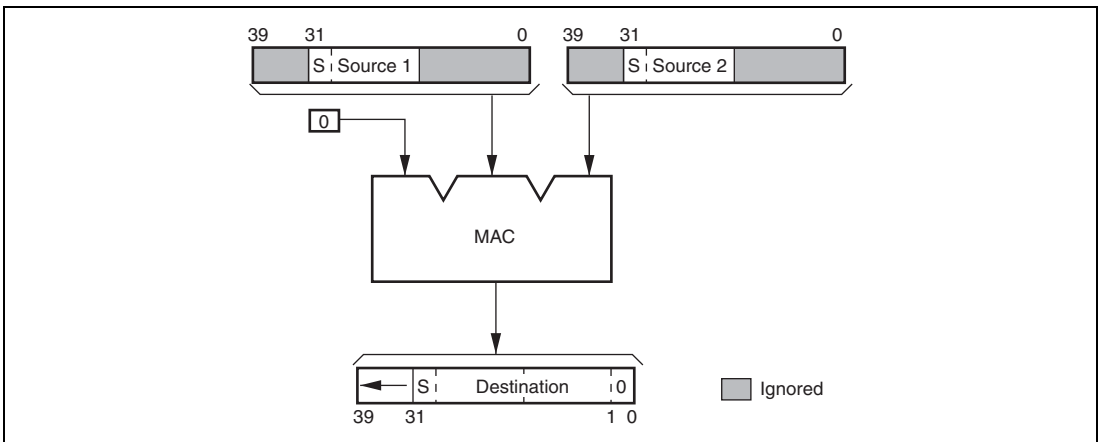 39 31 0 39 31 0
S Source 1 S Source 2
0
MAC
S Destination 0
Ignored
39 31 1 0